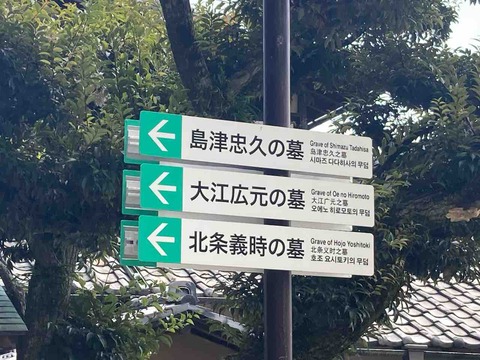 島津忠久の墓
Grave of Shimazu Tadahisa
島津忠久之墓
시마즈 다다히사의 무덤
大江広元の墓
Grave of Oe no Hiromoto
大江广元之墓
오에노 히로모토의 무덤
北条義時の墓
Grave of Hojo Yoshitoki
北条义时之墓
호조 요시토키의 무덤